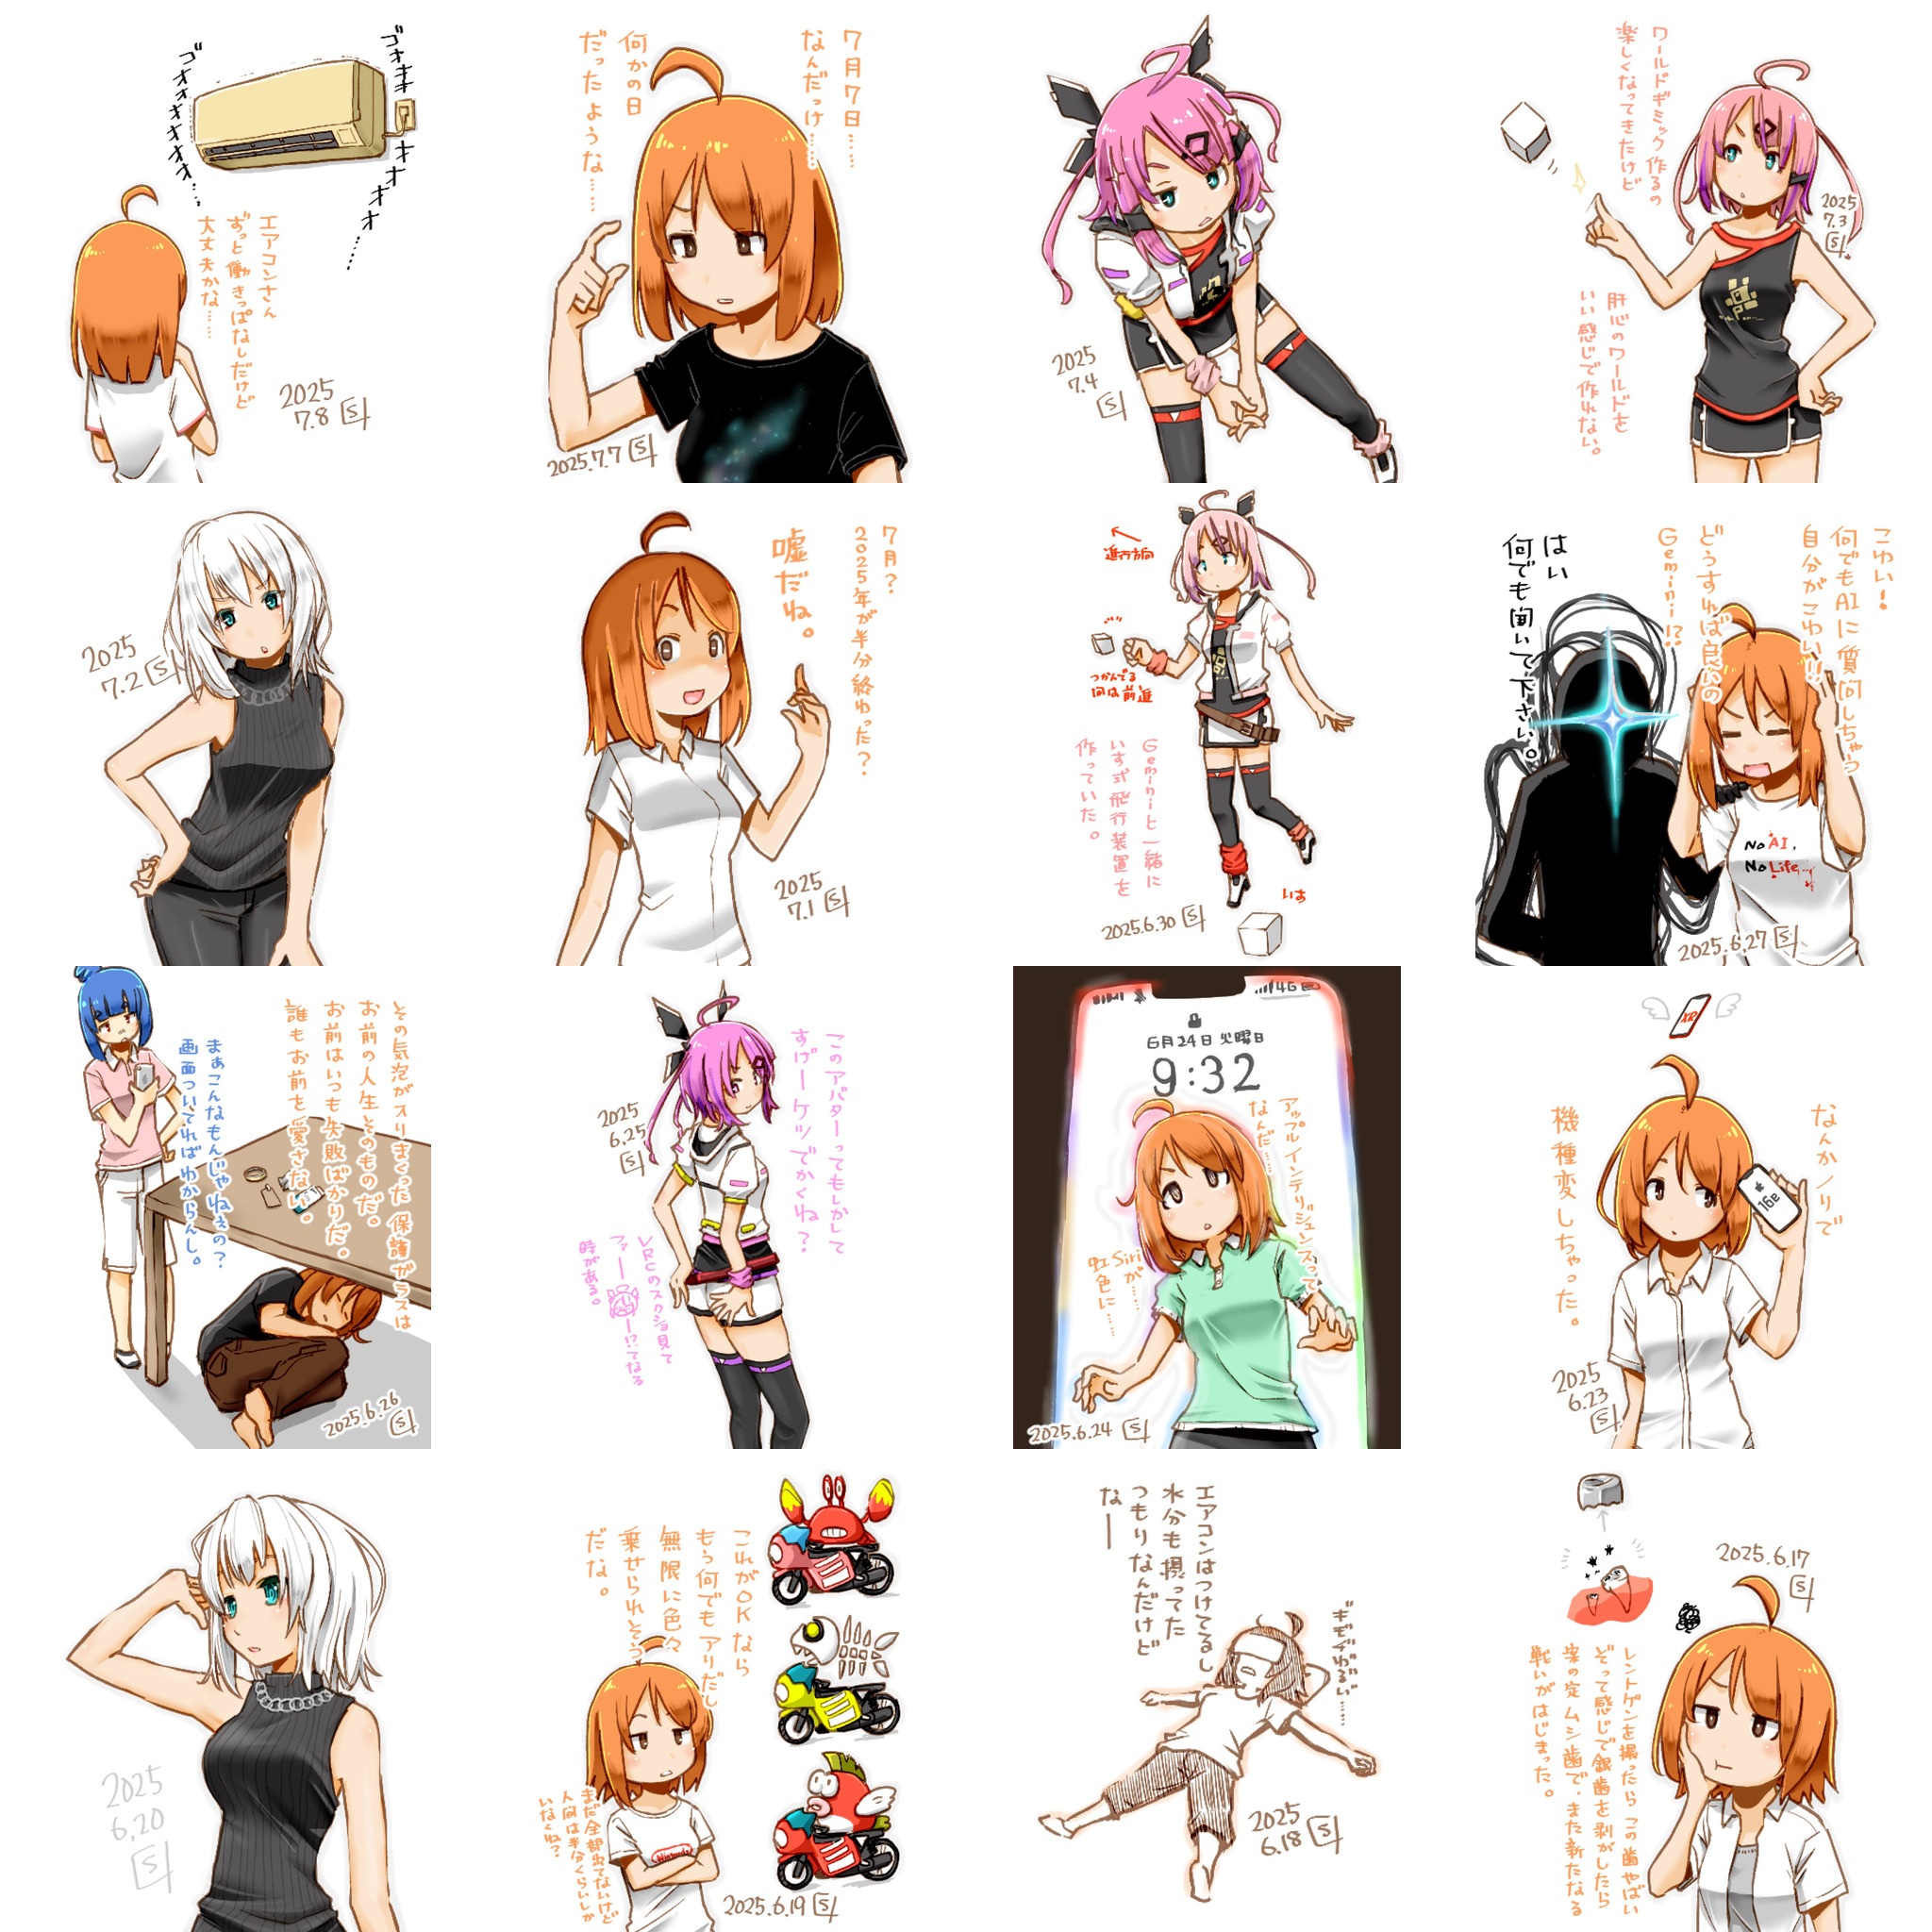 ゴオオオオオオオ…
ゴオオオ
オオオオ……
エアコンさん
ずっと働きっぱなしだけど
大丈夫かな……
2025
7.8 S
7月7日……
なんだっけ……
何かの日
だったような……
2025.7.7 S
2025
7.4 S
ワールドギミック作るの
楽しくなってきたけど
肝心のワールドを
いい感じで作れない。
2025
7.3
S
2025
7.2 S
7月?
2025年が半分終わった?
嘘だね。
2025
7.1 S
進行方向
つかんでる
間は前進
Geminiと一緒に
いす式飛行装置を
作っていた。
いす
2025.6.30 S
こわい!
何でもAIに質問しちゃう
自分がこわい!!
どうすれば良いの
Gemini!?
はい
何でも聞いて下さい。
No AI,
No Life
2025.6.27 S
その気泡が入りまくった保護ガラスは
お前の人生そのものだ。
お前はいつも失敗ばかりだ。
誰もお前を愛さない。
まぁこんなもんじゃねぇの?
画面ついてればわからんし。
2025.6.26 S
このアバターってもしかして
すげーケツでかくね?
VRCのスクショ見て
ファーー!?てなる
時がある。
2025
6.25
S
4G
6月24日 火曜日
9:32
アップルインテリジェンスって
なんだ……
Siriが……
虹色に…
2025.6.24 S
XR
なんかノリで
機種変しちゃった。
16e
2025
6.23
S
2025
6.20
S
これがOKなら
もう何でもアリだし
無限に色々
乗せられそう
だな。
まだ全部出てないけど
人間は半分くらいしか
いなくね?
Nintendo
2025.6.19 S
エアコンはつけてるし
水分も摂ってた
つもりなんだけど
なー
ギモヂわるい……
2025
6.18 S
2025.6.17
S
レントゲンを撮ったら この歯やばい
ぞって感じで銀歯を剥がしたら
案の定ムシ歯で、また新たなる
戦いがはじまった。